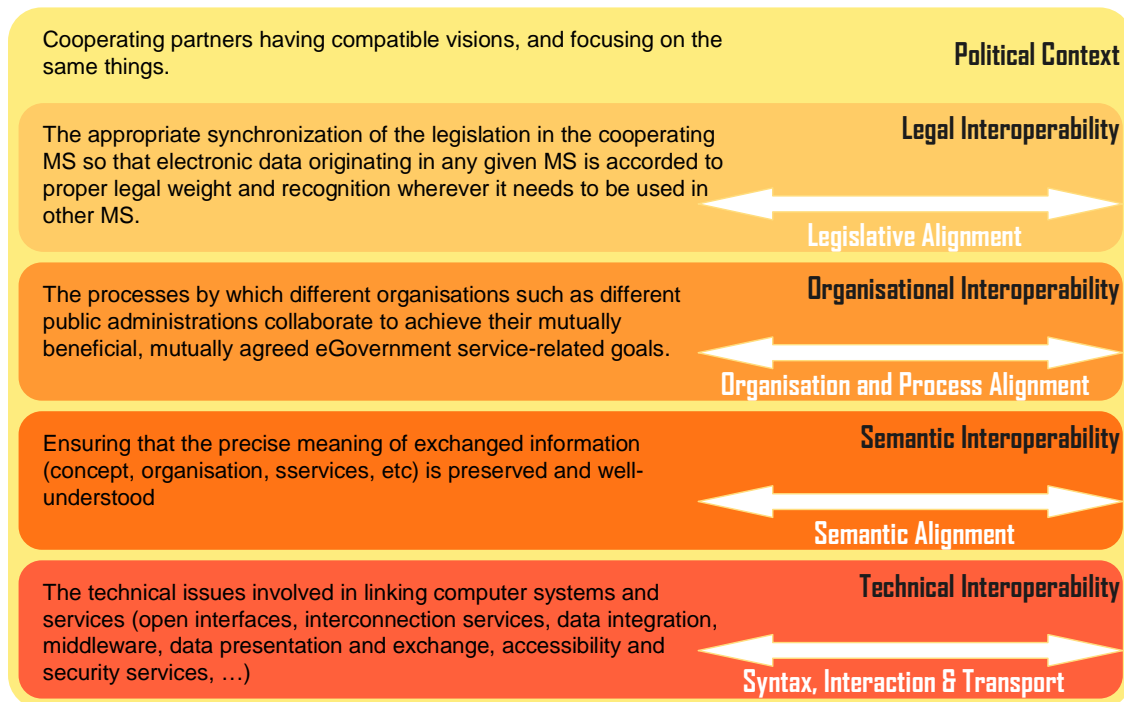 Cooperating partners having compatible visions, and focusing on the
same things.
Political Context
The appropriate synchronization of the legislation in the cooperating
MS so that electronic data originating in any given MS is accorded to
proper legal weight and recognition wherever it needs to be used in
other MS.
Legal Interoperability
Legislative Alignment
The processes by which different organisations such as different
public administrations collaborate to achieve their mutually
beneficial, mutually agreed eGovernment service-related goals.
Organisational Interoperability
Organisation and Process Alignment
Ensuring that the precise meaning of exchanged information
(concept, organisation, sservices, etc) is preserved and well-
understood
Semantic Interoperability
Semantic Alignment
The technical issues involved in linking computer systems and
services (open interfaces, interconnection services, data integration,
middleware, data presentation and exchange, accessibility and
security services, …)
Technical Interoperability
Syntax, Interaction & Transport